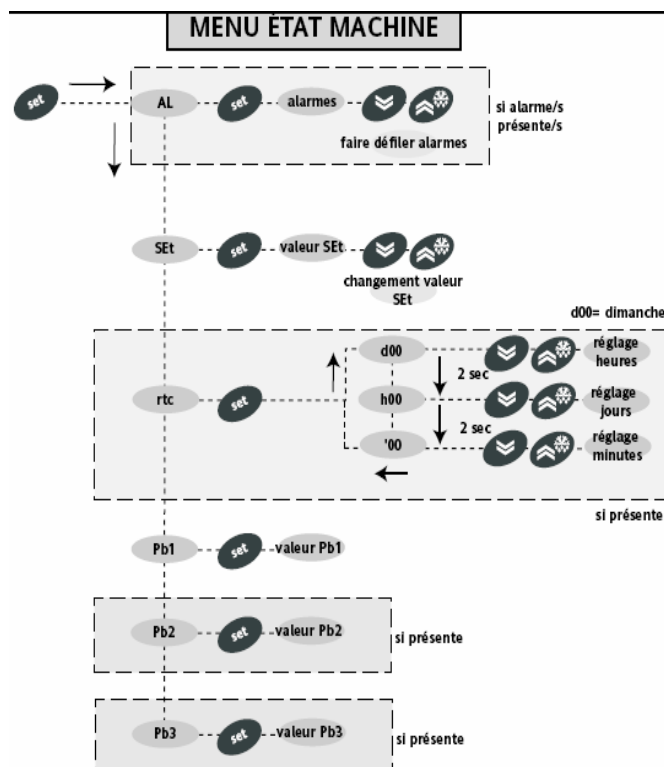 MENU ÉTAT MACHINE
set
AL
set
alarmes
si alarme/s
présente/s
faire défiler alarmes
SEt
set
valeur SEt
changement valeur
SEt
d00= dimanche
d00
réglage
heures
2 sec
rtc
set
h00
réglage
jours
2 sec
'00
réglage
minutes
si présente
Pb1
set
valeur Pb1
Pb2
set
valeur Pb2
si présente
Pb3
set
valeur Pb3
si présente